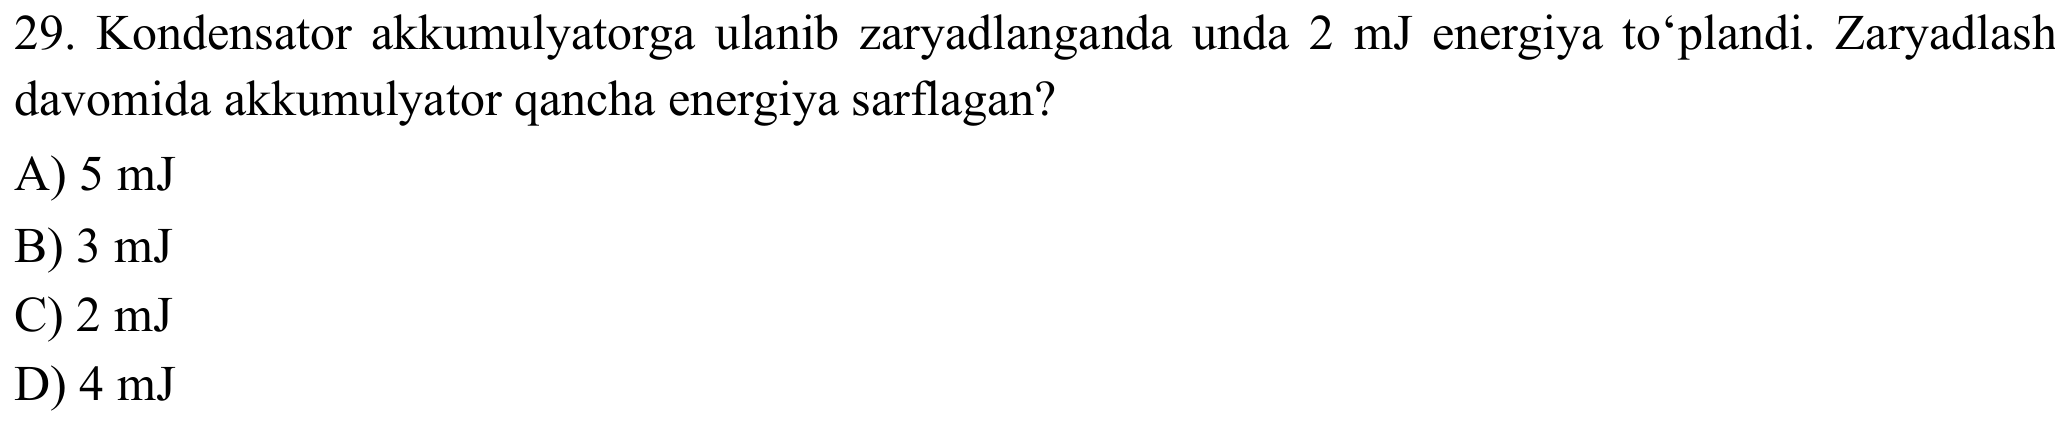 29. Kondensator akkumulyatorga ulanib zaryadlanganda unda 2 mJ energiya to‘plandi. Zaryadlash
davomida akkumulyator qancha energiya sarflagan?
A) 5 mJ
B) 3 mJ
C) 2 mJ
D) 4 mJ